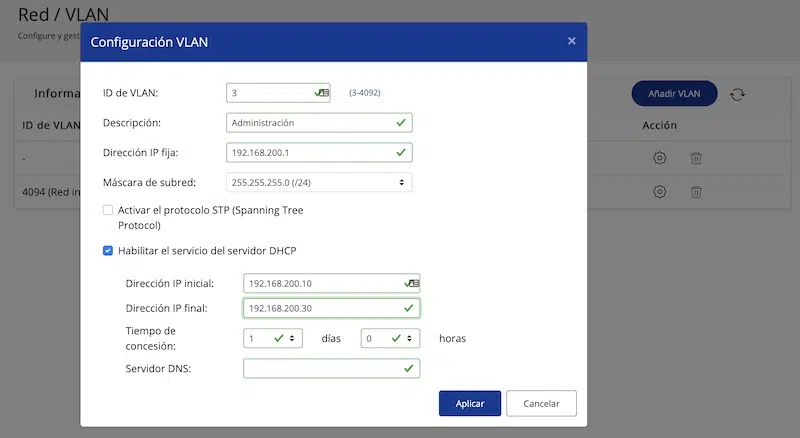 Red / VLAN
Configure y gest
Configuración VLAN
×
Informa
Añadir VLAN
ID de VLAN
Acción
-
4094 (Red in
ID de VLAN:
3
(3-4092)
Descripción:
Administración
Dirección IP fija:
192.168.200.1
Máscara de subred:
255.255.255.0 (/24)
Activar el protocolo STP (Spanning Tree
Protocol)
Habilitar el servicio del servidor DHCP
Dirección IP inicial:
192.168.200.10
Dirección IP final:
192.168.200.30
Tiempo de
concesión:
1
días
0
horas
Servidor DNS:
Aplicar
Cancelar